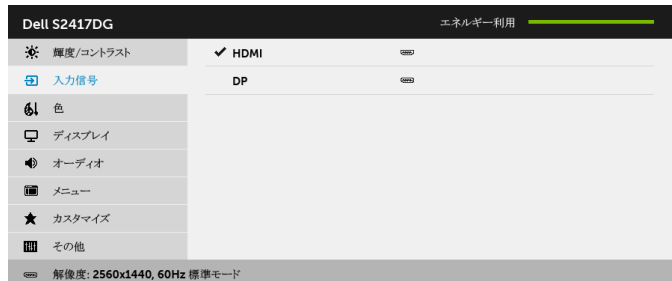 Dell S2417DG エネルギー利用
輝度/コントラスト
HDMI
入力信号
DP
色
ディスプレイ
オーディオ
メニュー
カスタマイズ
その他
解像度: 2560x1440, 60Hz 標準モード